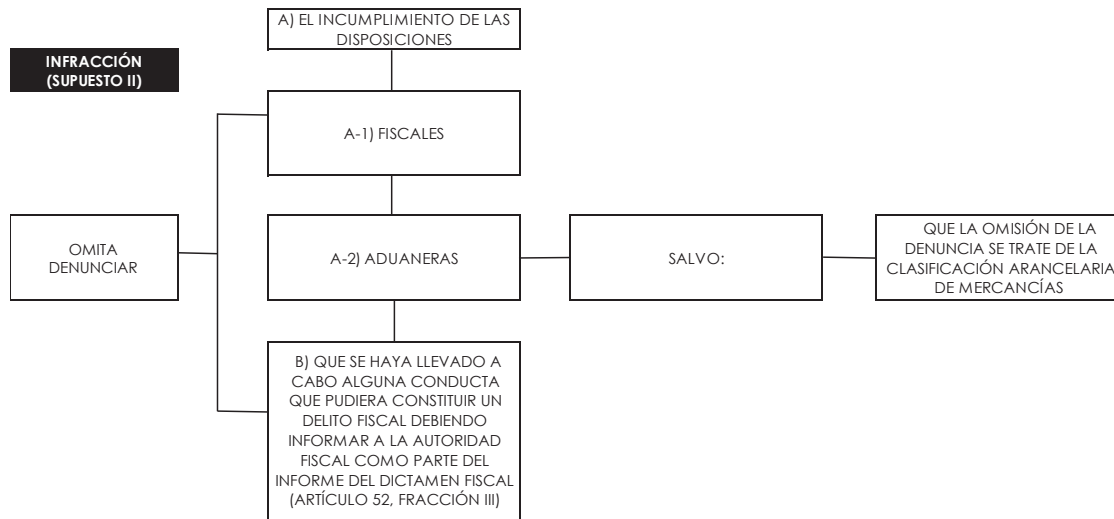 A) EL INCUMPLIMIENTO DE LAS
DISPOSICIONES
INFRACCIÓN
(SUPUESTO II)
A-1) FISCALES
OMITA
DENUNCIAR
A-2) ADUANERAS
SALVO:
QUE LA OMISIÓN DE LA
DENUNCIA SE TRATE DE LA
CLASIFICACIÓN ARANCELARIA
DE MERCANCÍAS
B) QUE SE HAYA LLEVADO A
CABO ALGUNA CONDUCTA
QUE PUDIERA CONSTITUIR UN
DELITO FISCAL DEBIENDO
INFORMAR A LA AUTORIDAD
FISCAL COMO PARTE DEL
INFORME DEL DICTAMEN FISCAL
(ARTÍCULO 52, FRACCIÓN III)